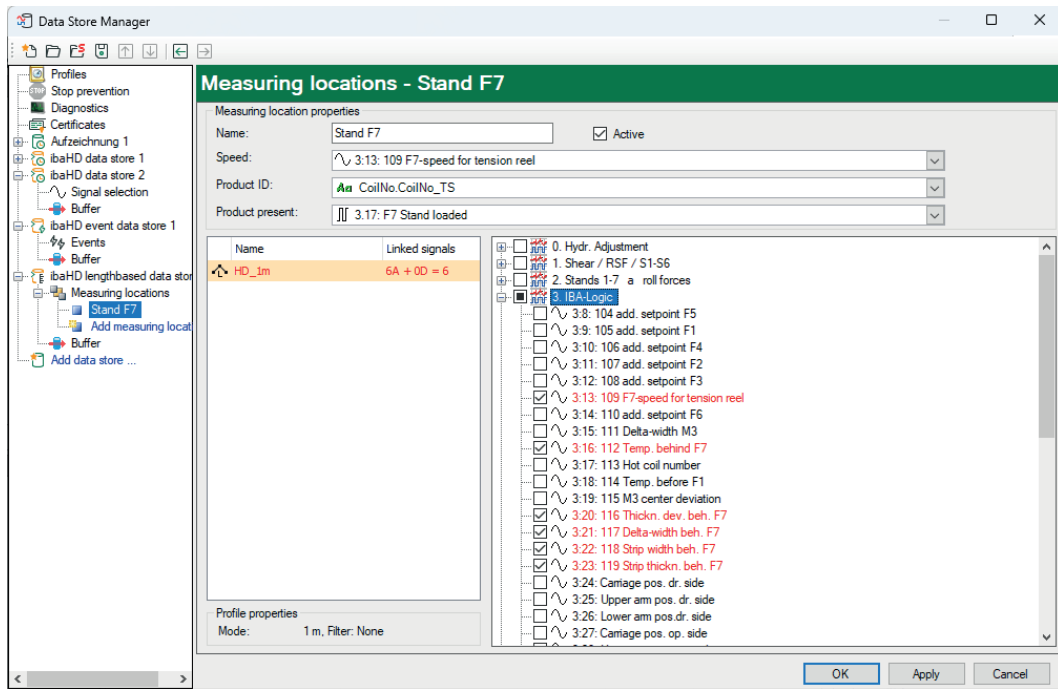 Data Store Manager
Profiles
STOP Stop prevention
Diagnostics
Certificates
Aufzeichnung 1
ibaHD data store 1
ibaHD data store 2
Signal selection
Buffer
ibaHD event data store 1
Events
Buffer
ibaHD lengthbased data stor
Measuring locations
Stand F7
Add measuring locat
Buffer
Add data store ...
Measuring locations - Stand F7
Measuring location properties
Name: Stand F7 Active
Speed: 3:13: 109 F7-speed for tension reel
Product ID: Aa CoilNo.CoilNo_TS
Product present: 3.17: F7 Stand loaded
Name Linked signals
HD_1m 6A + 0D = 6
Profile properties
Mode: 1 m, Filter: None
0. Hydr. Adjustment
1. Shear / RSF / S1-S6
2. Stands 1-7 a roll forces
3. IBA-Logic
3:8: 104 add. setpoint F5
3:9: 105 add. setpoint F1
3:10: 106 add. setpoint F4
3:11: 107 add. setpoint F2
3:12: 108 add. setpoint F3
3:13: 109 F7-speed for tension reel
3:14: 110 add. setpoint F6
3:15: 111 Delta-width M3
3:16: 112 Temp. behind F7
3:17: 113 Hot coil number
3:18: 114 Temp. before F1
3:19: 115 M3 center deviation
3:20: 116 Thickn. dev. beh. F7
3:21: 117 Delta-width beh. F7
3:22: 118 Strip width beh. F7
3:23: 119 Strip thickn. beh. F7
3:24: Carriage pos. dr. side
3:25: Upper arm pos. dr. side
3:26: Lower arm pos.dr. side
3:27: Carriage pos. op. side
OK Apply Cancel